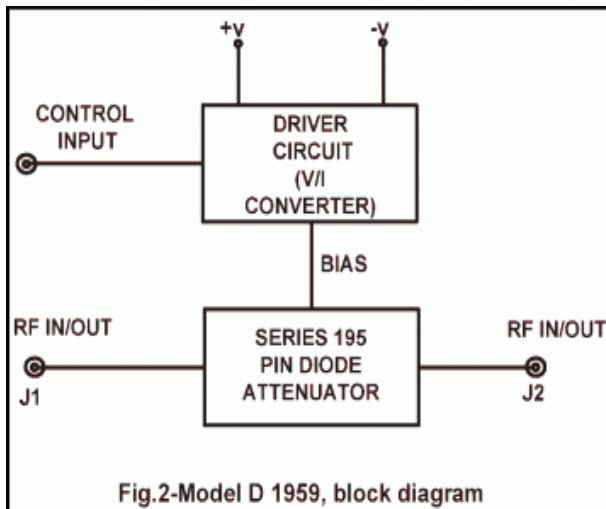 +v
-v
CONTROL
INPUT
DRIVER
CIRCUIT
(V/I
CONVERTER)
BIAS
RF IN/OUT
SERIES 195
PIN DIODE
ATTENUATOR
RF IN/OUT
J1
J2
Fig.2-Model D 1959, block diagram